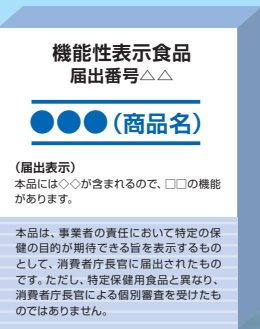 機能性表示食品
届出番号△△
●●●(商品名)
(届出表示)
本品には◇◇が含まれるので、□□の機能
があります。
本品は、事業者の責任において特定の保
健の目的が期待できる旨を表示するもの
として、消費者庁長官に届出されたもの
です。ただし、特定保健用食品と異なり、
消費者庁長官による個別審査を受けたも
のではありません。